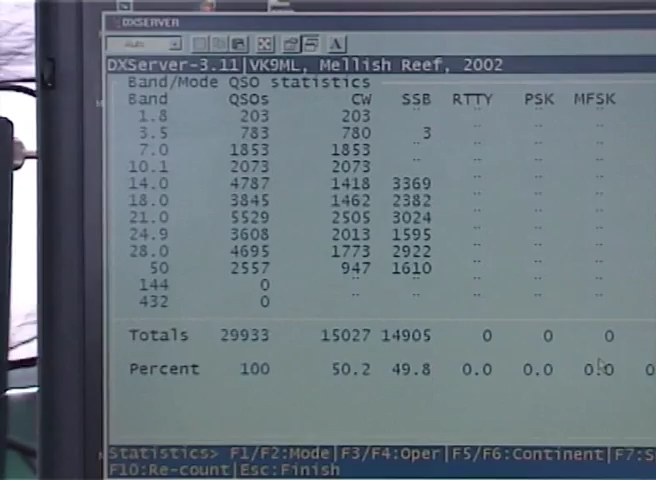 DXSERVER
Auto
A
DXServer-3.11|VK9ML, Mellish Reef, 2002
Band/Mode QSO statistics
Band QSOs CW SSB RTTY PSK MFSK
1.8 203 203 .. .. .. ..
3.5 783 780 3 .. .. ..
7.0 1853 1853 .. .. .. ..
10.1 2073 2073 .. .. .. ..
14.0 4787 1418 3369 .. .. ..
18.0 3845 1462 2382 .. .. ..
21.0 5529 2505 3024 .. .. ..
24.9 3608 2013 1595 .. .. ..
28.0 4695 1773 2922 .. .. ..
50 2557 947 1610 .. .. ..
144 0 .. .. .. .. ..
432 0 .. .. .. .. ..
Totals 29933 15027 14905 0 0 0
Percent 100 50.2 49.8 0.0 0.0 0.0 0
Statistics> F1/F2:Mode|F3/F4:Oper|F5/F6:Continent|F7:S
F10:Re-count|Esc:Finish